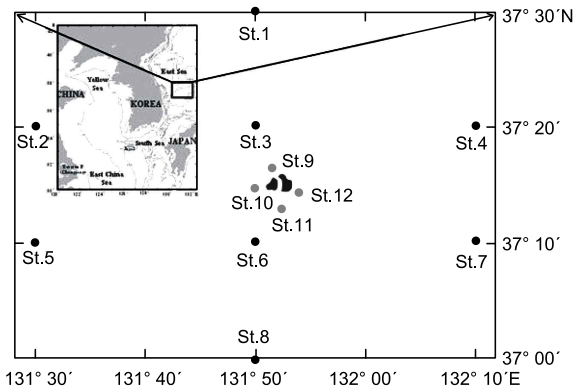 37° 30´N
St.1
East Sea
Yellow
Sea
CHINA
KOREA
37° 20´
St.2
St.3
St.4
South Sea
JAPAN
St.9
East China
Sea
St.10
St.12
St.11
37° 10´
St.5
St.6
St.7
St.8
37° 00´
131° 30´
131° 40´
131° 50´
132° 00´
132° 10´E